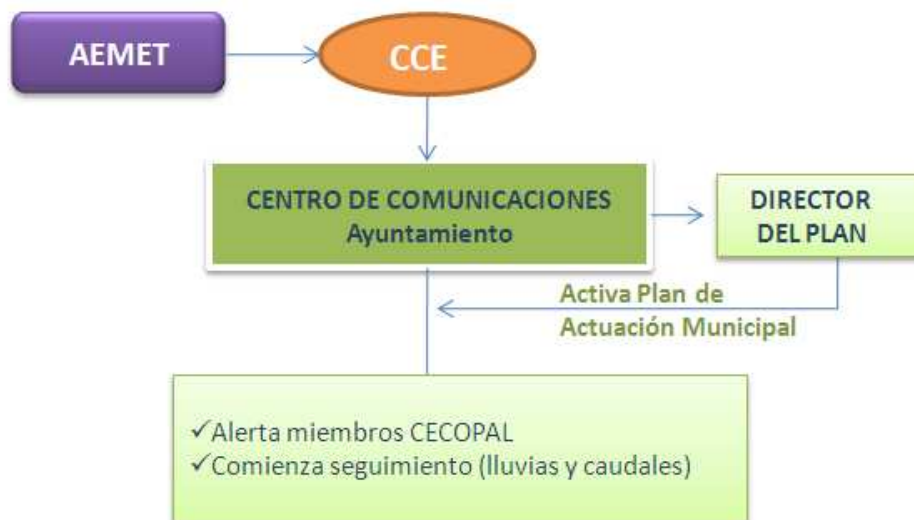 AEMET
CCE
CENTRO DE COMUNICACIONES
Ayuntamiento
DIRECTOR
DEL PLAN
Activa Plan de
Actuación Municipal
✓Alerta miembros CECOPAL
✓Comienza seguimiento (lluvias y caudales)